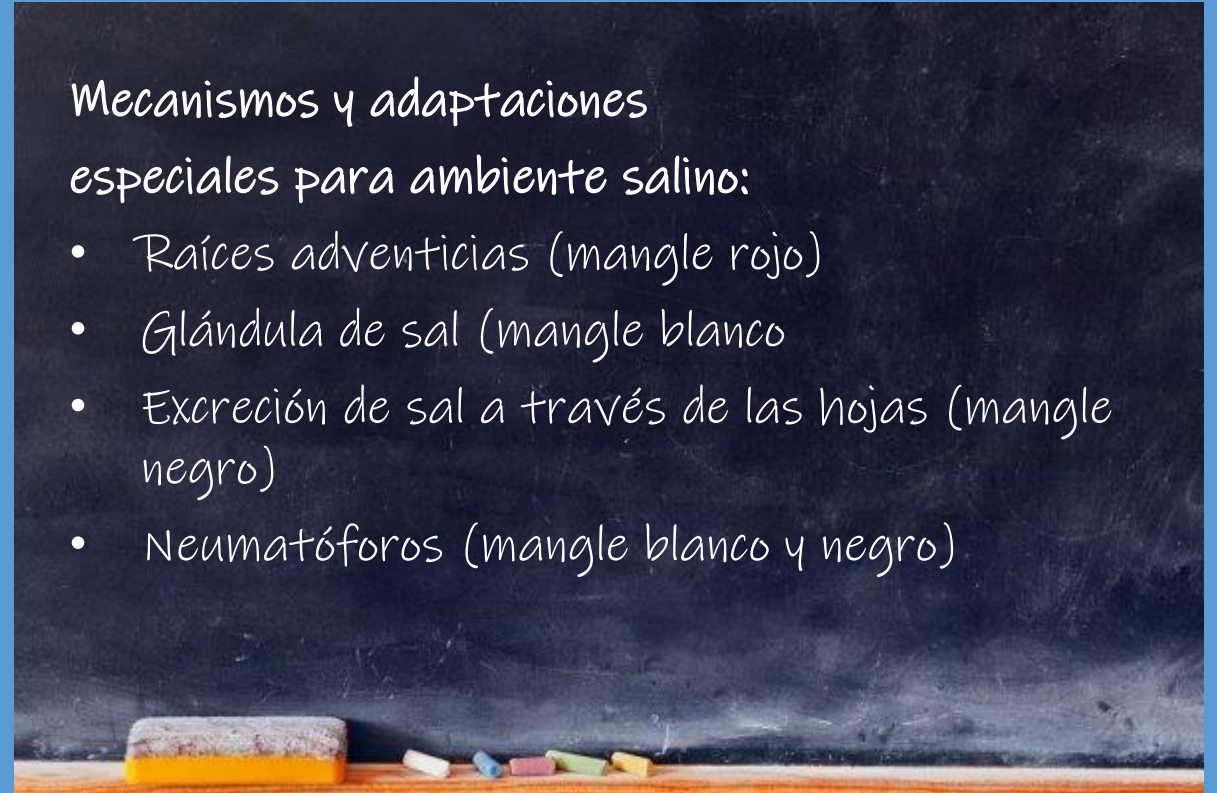 Mecanismos y adaptaciones
especiales para ambiente salino:
• Raíces adventicias (mangle rojo)
• Glándula de sal (mangle blanco
• Excreción de sal a través de las hojas (mangle
negro)
• Neumatóforos (mangle blanco y negro)